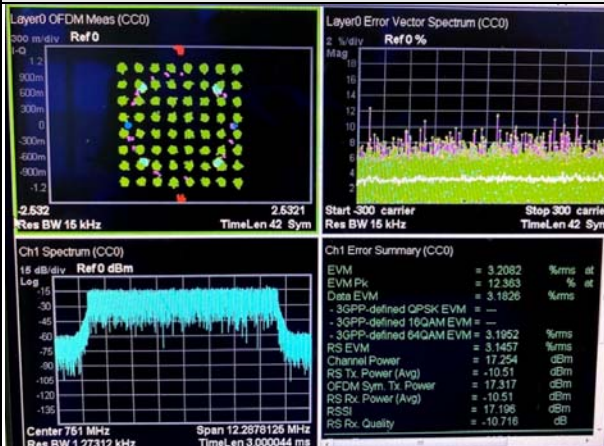 Layer0 OFDM Meas (CC0)
300 m/div Ref 0
I-Q
1.2
900m
600m
300m
0
-300m
-600m
-900m
-1.2
-2.532 2.5321
Res BW 15 kHz TimeLen 42 Sym
Layer0 Error Vector Spectrum (CC0)
2 %/div Ref 0 %
Mag
18
16
14
12
10
8
6
4
2
Start -300 carrier Stop 300 carrier
Res BW 15 kHz TimeLen 42 Sym
Ch1 Spectrum (CC0)
15 dB/div Ref 0 dBm
Log
-15
-30
-45
-60
-75
-90
-105
-120
-135
Center 751 MHz Span 12.2878125 MHz
Res BW 1.27312 kHz TimeLen 3.000044 ms
Ch1 Error Summary (CC0)
EVM = 3.2082 %rms at
EVM Pk = 12.363 % at
Data EVM = 3.1826 %rms
- 3GPP-defined QPSK EVM = ---
- 3GPP-defined 16QAM EVM = ---
- 3GPP-defined 64QAM EVM = 3.1952 %rms
RS EVM = 3.1457 %rms
Channel Power = 17.254 dBm
RS Tx. Power (Avg) = -10.51 dBm
OFDM Sym. Tx. Power = 17.317 dBm
RS Rx. Power (Avg) = -10.51 dBm
RSSI = 17.196 dBm
RS Rx. Quality = -10.716 dB